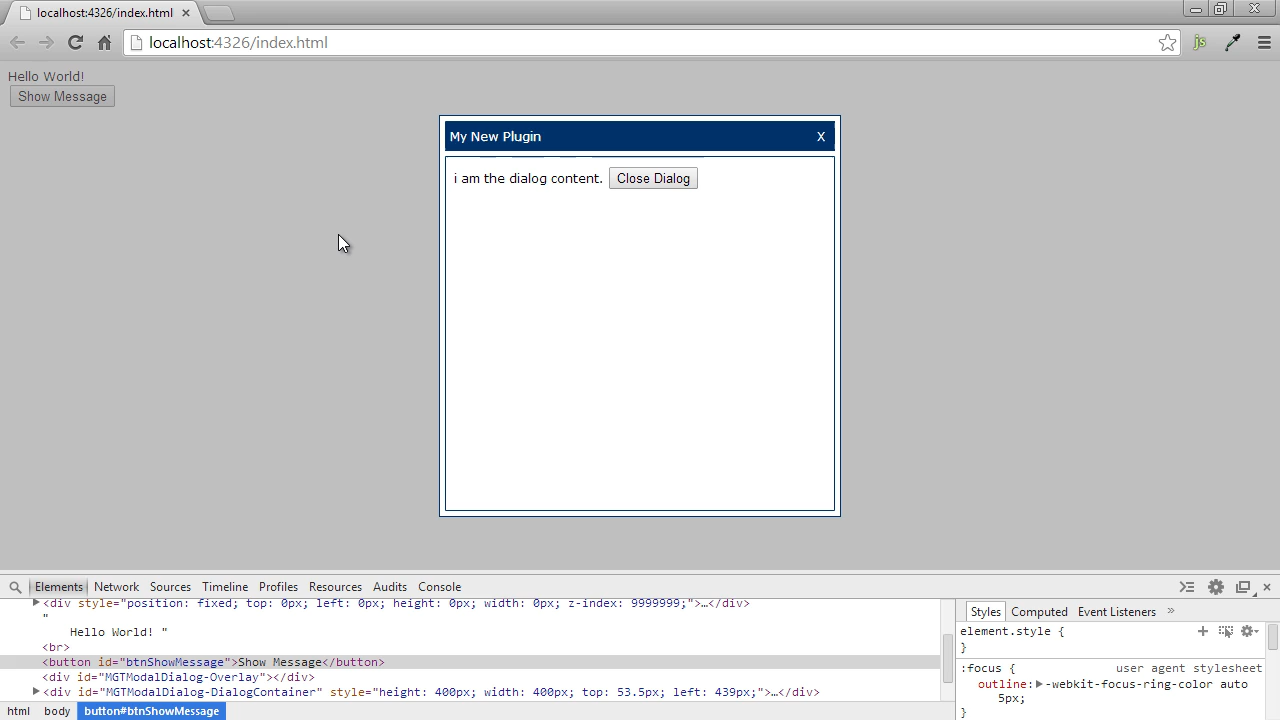 localhost:4326/index.html
localhost:4326/index.html
js
Hello World!
Show Message
My New Plugin X
i am the dialog content. Close Dialog
Elements Network Sources Timeline Profiles Resources Audits Console
<div style="position: fixed; top: 0px; left: 0px; height: 0px; width: 0px; z-index: 9999999;">…</div>
"
Hello World! "
<br>
<button id="btnShowMessage">Show Message</button>
<div id="MGTModalDialog-Overlay"></div>
<div id="MGTModalDialog-DialogContainer" style="height: 400px; width: 400px; top: 53.5px; left: 439px;">…</div>
html body button#btnShowMessage
Styles Computed Event Listeners »
element.style {
}
:focus { user agent stylesheet
outline: -webkit-focus-ring-color auto
5px;
}